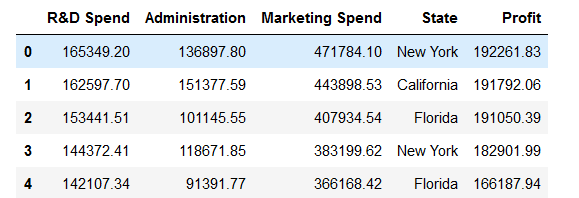 R&D Spend Administration Marketing Spend State Profit
0 165349.20 136897.80 471784.10 New York 192261.83
1 162597.70 151377.59 443898.53 California 191792.06
2 153441.51 101145.55 407934.54 Florida 191050.39
3 144372.41 118671.85 383199.62 New York 182901.99
4 142107.34 91391.77 366168.42 Florida 166187.94